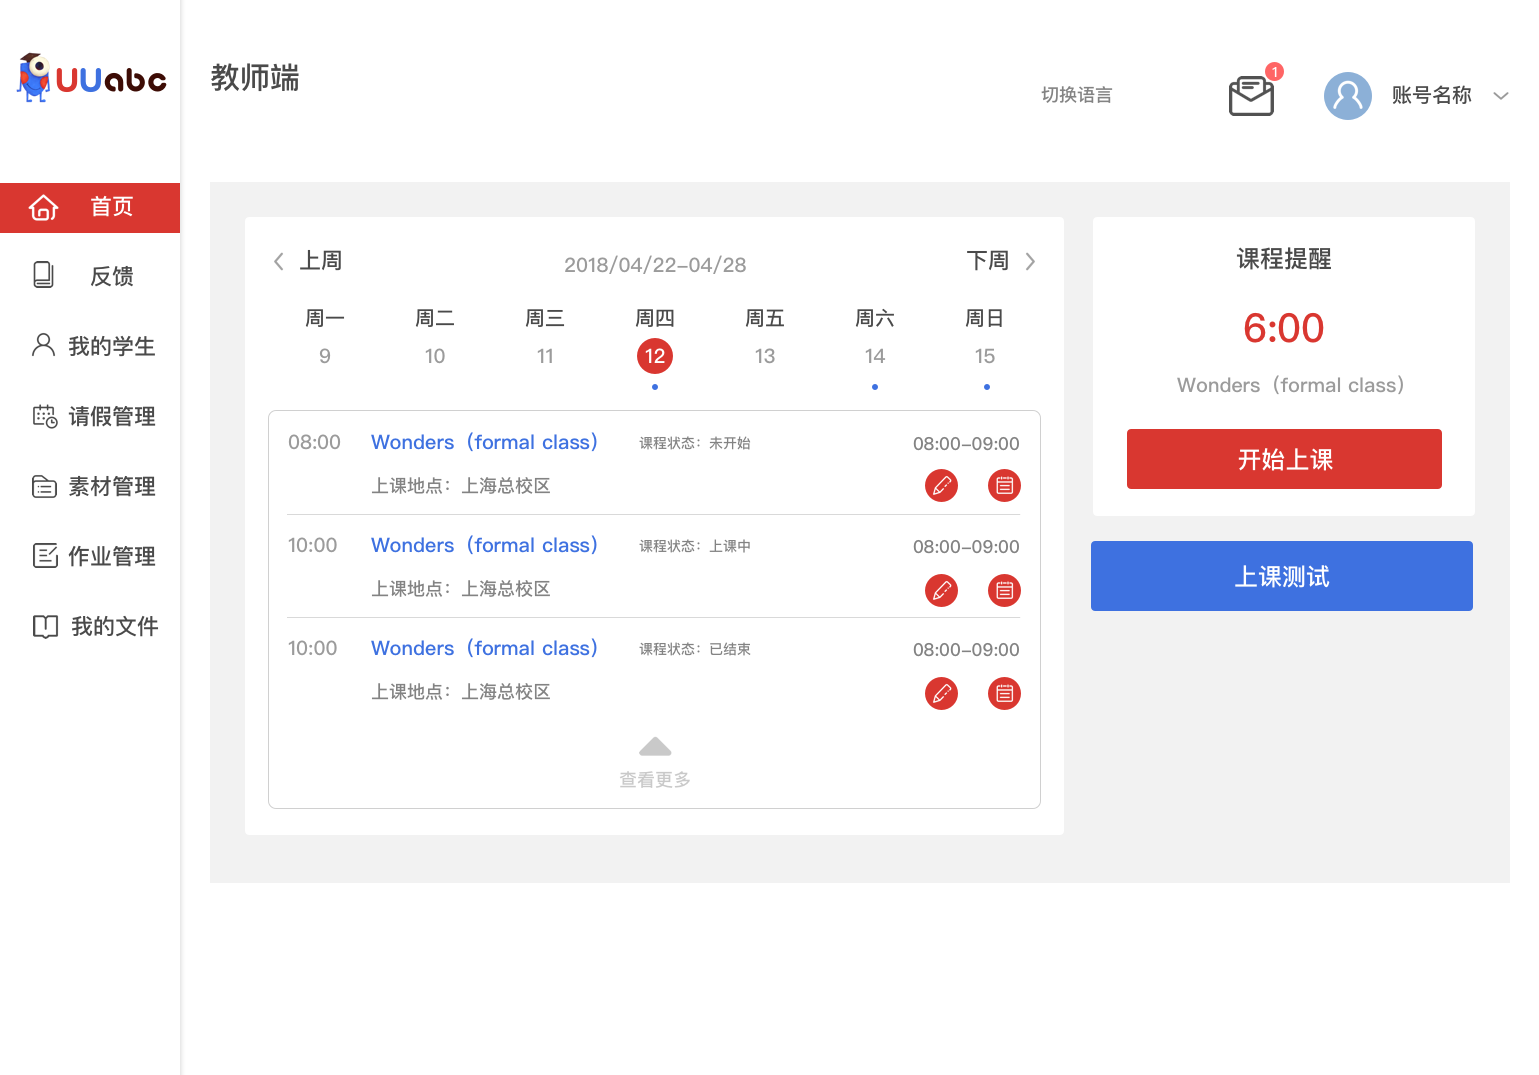 UUabc
教师端
切换语言
1
账号名称
首页
反馈
我的学生
请假管理
素材管理
作业管理
我的文件
上周
2018/04/22-04/28
下周
周一 周二 周三 周四 周五 周六 周日
9 10 11 12 13 14 15
08:00 Wonders（formal class） 课程状态：未开始 08:00-09:00
上课地点：上海总校区
10:00 Wonders（formal class） 课程状态：上课中 08:00-09:00
上课地点：上海总校区
10:00 Wonders（formal class） 课程状态：已结束 08:00-09:00
上课地点：上海总校区
查看更多
课程提醒
6:00
Wonders（formal class）
开始上课
上课测试